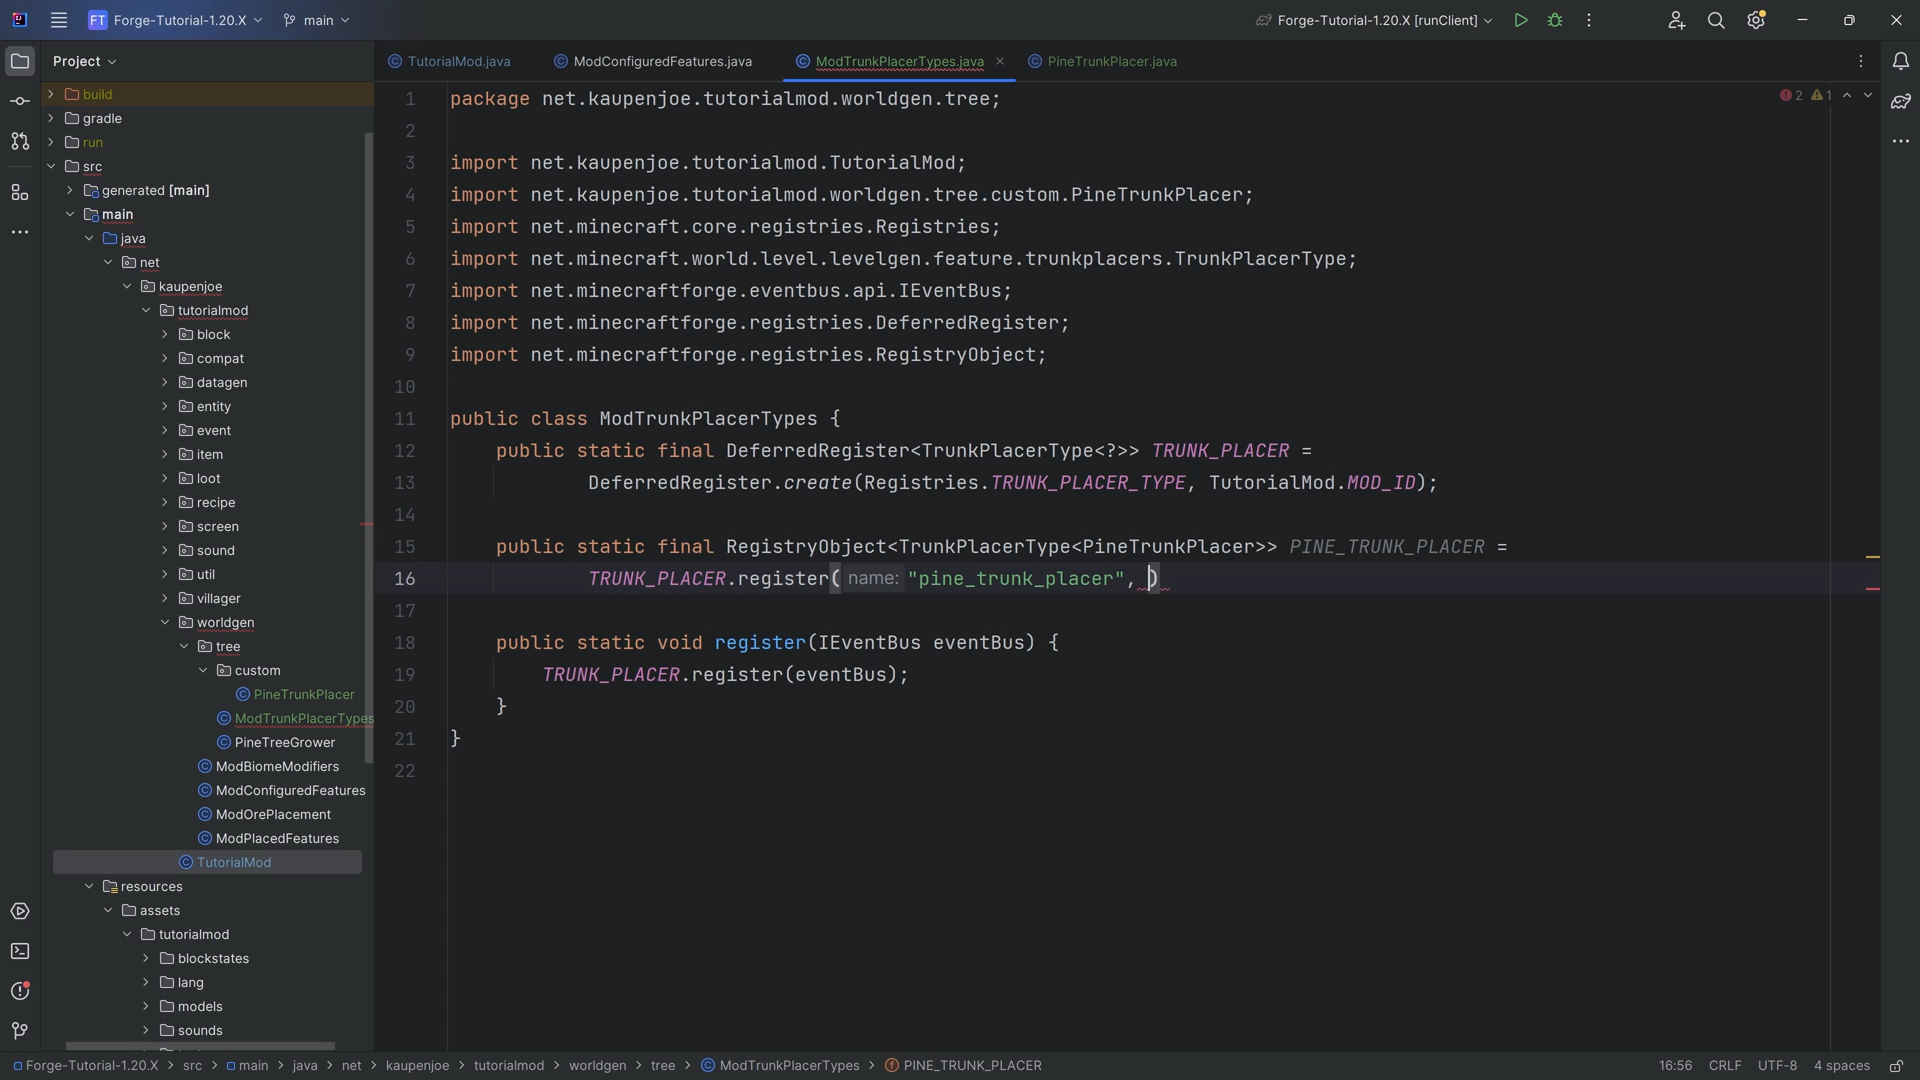 FT Forge-Tutorial-1.20.X main Forge-Tutorial-1.20.X [runClient]
Project
TutorialMod.java ModConfiguredFeatures.java ModTrunkPlacerTypes.java PineTrunkPlacer.java
build
gradle
run
src
generated [main]
main
java
net
kaupenjoe
tutorialmod
block
compat
datagen
entity
event
item
loot
recipe
screen
sound
util
villager
worldgen
tree
custom
PineTrunkPlacer
ModTrunkPlacerTypes
PineTreeGrower
ModBiomeModifiers
ModConfiguredFeatures
ModOrePlacement
ModPlacedFeatures
TutorialMod
resources
assets
tutorialmod
blockstates
lang
models
sounds
2 1
1 package net.kaupenjoe.tutorialmod.worldgen.tree;
2
3 import net.kaupenjoe.tutorialmod.TutorialMod;
4 import net.kaupenjoe.tutorialmod.worldgen.tree.custom.PineTrunkPlacer;
5 import net.minecraft.core.registries.Registries;
6 import net.minecraft.world.level.levelgen.feature.trunkplacers.TrunkPlacerType;
7 import net.minecraftforge.eventbus.api.IEventBus;
8 import net.minecraftforge.registries.DeferredRegister;
9 import net.minecraftforge.registries.RegistryObject;
10
11 public class ModTrunkPlacerTypes {
12 public static final DeferredRegister<TrunkPlacerType<?>> TRUNK_PLACER =
13 DeferredRegister.create(Registries.TRUNK_PLACER_TYPE, TutorialMod.MOD_ID);
14
15 public static final RegistryObject<TrunkPlacerType<PineTrunkPlacer>> PINE_TRUNK_PLACER =
16 TRUNK_PLACER.register( name: "pine_trunk_placer", )
17
18 public static void register(IEventBus eventBus) {
19 TRUNK_PLACER.register(eventBus);
20 }
21 }
22
Forge-Tutorial-1.20.X > src > main > java > net > kaupenjoe > tutorialmod > worldgen > tree > ModTrunkPlacerTypes > PINE_TRUNK_PLACER 16:56 CRLF UTF-8 4 spaces